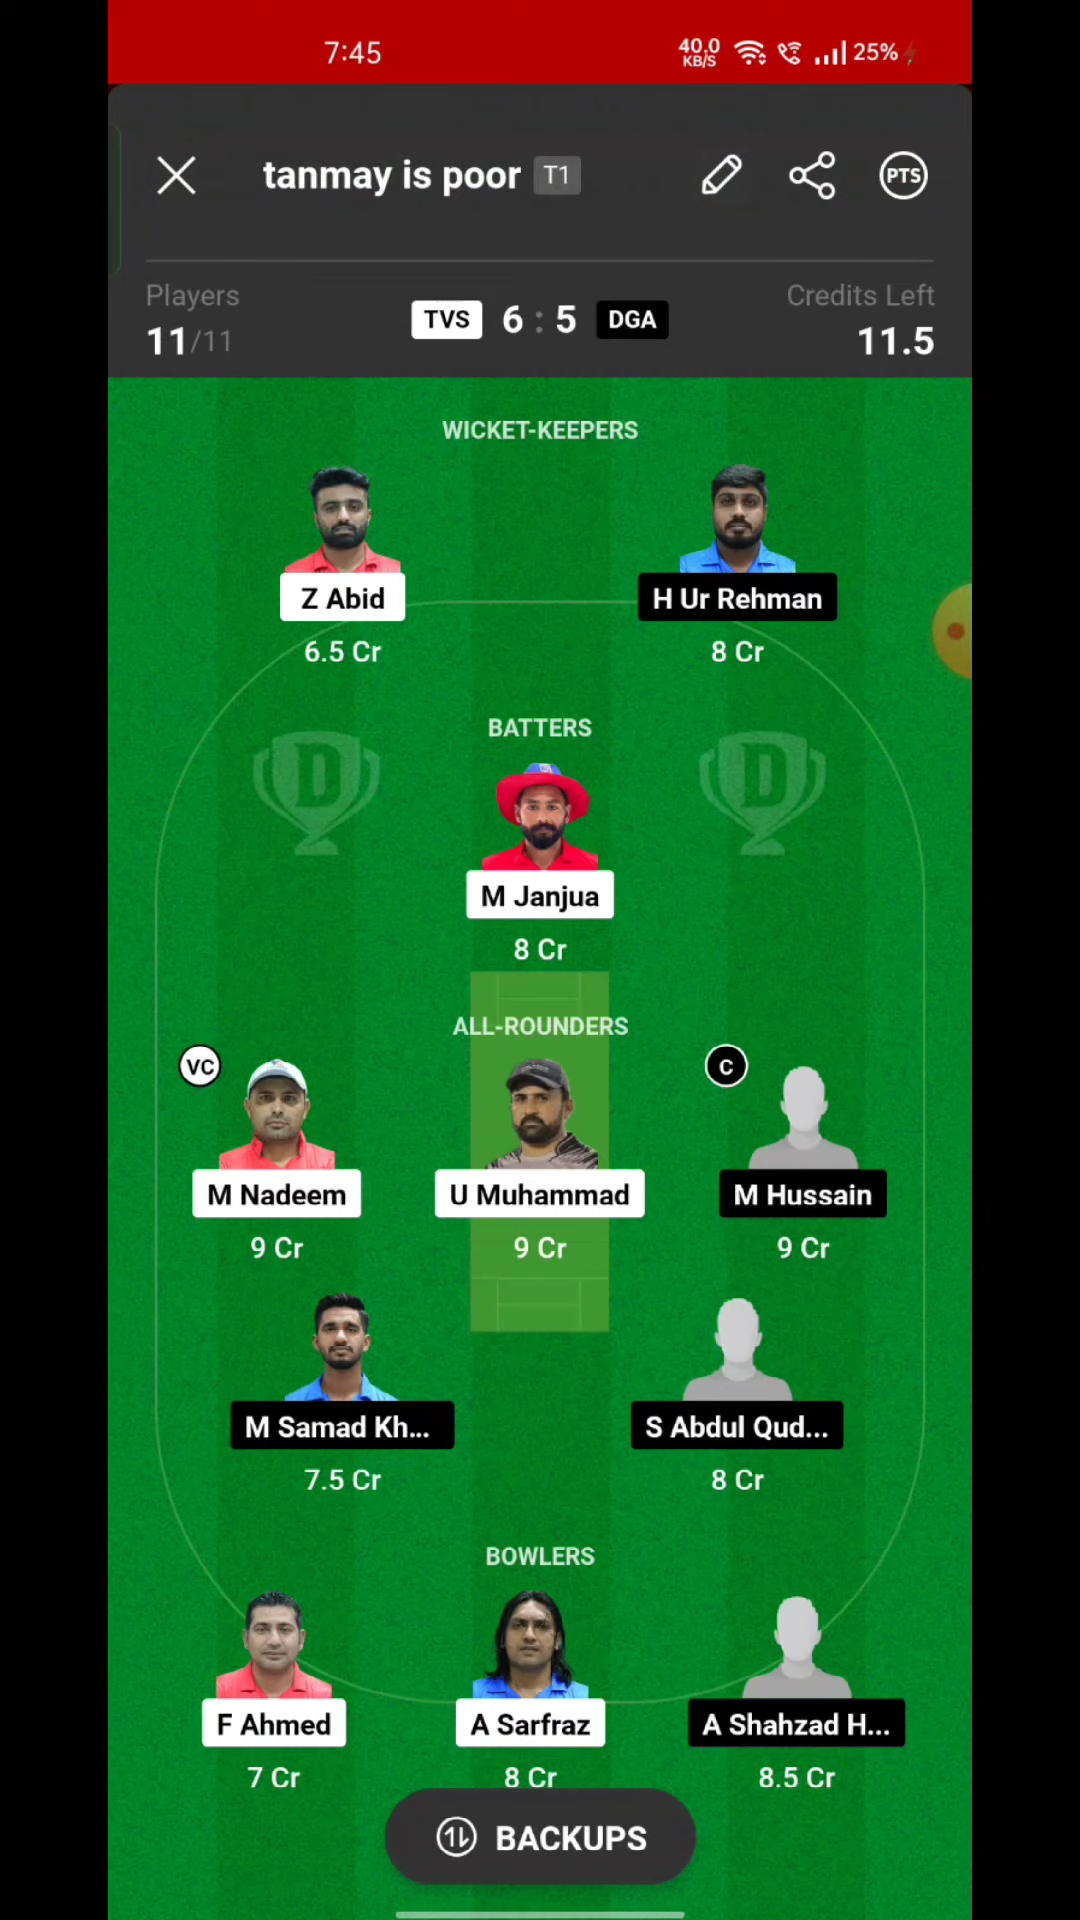 7:45 40.0 KB/S 25%
tanmay is poor T1 PTS
Players Credits Left
11/11 TVS 6 : 5 DGA 11.5
WICKET-KEEPERS
Z Abid H Ur Rehman
6.5 Cr 8 Cr
BATTERS
D D
M Janjua
8 Cr
ALL-ROUNDERS
VC C
M Nadeem U Muhammad M Hussain
9 Cr 9 Cr 9 Cr
M Samad Kh... S Abdul Qud...
7.5 Cr 8 Cr
BOWLERS
F Ahmed A Sarfraz A Shahzad H...
7 Cr 8 Cr 8.5 Cr
BACKUPS